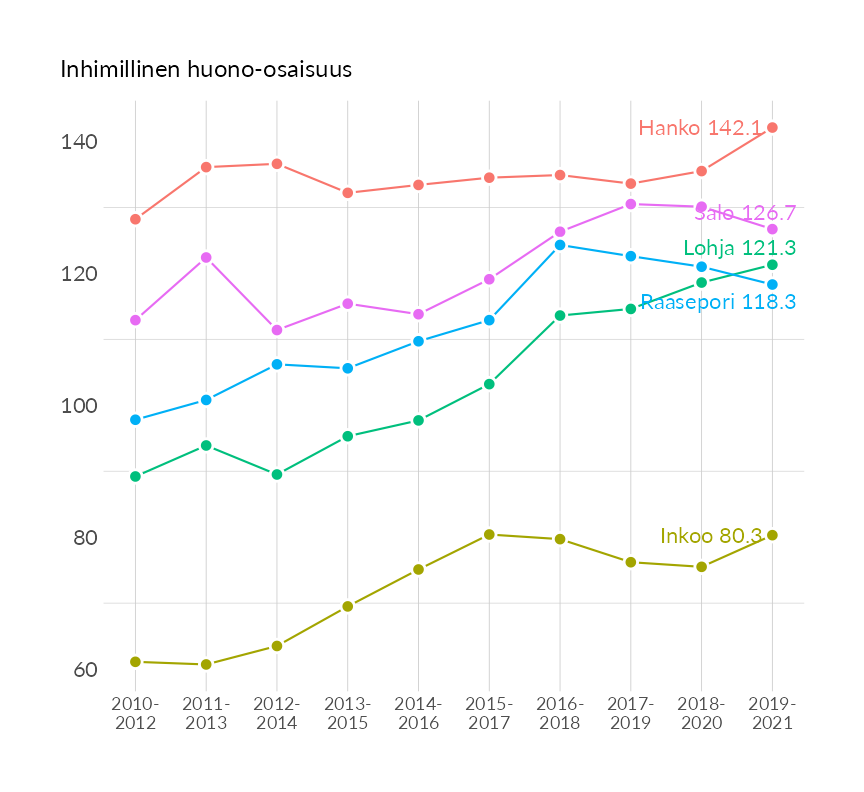 Inhimillinen huono-osaisuus
140
120
100
80
60
Hanko 142.1
Salo 126.7
Lohja 121.3
Raasepori 118.3
Inkoo 80.3
2010- 2011- 2012- 2013- 2014- 2015- 2016- 2017- 2018- 2019-
2012 2013 2014 2015 2016 2017 2018 2019 2020 2021